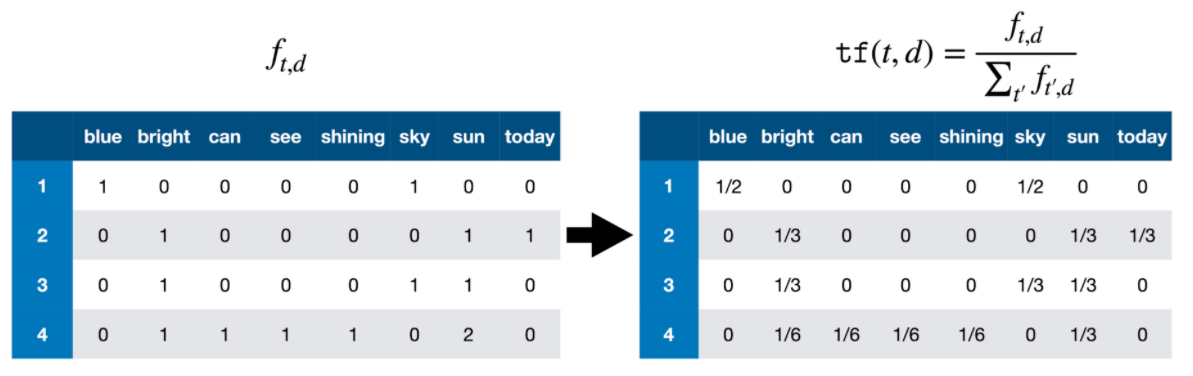 f_{t,d}
tf(t, d) = \frac{f_{t,d}}{\sum_{t'} f_{t',d}}
blue bright can see shining sky sun today
1 1 0 0 0 0 1 0 0
2 0 1 0 0 0 0 1 1
3 0 1 0 0 0 1 1 0
4 0 1 1 1 1 0 2 0
blue bright can see shining sky sun today
1 1/2 0 0 0 0 1/2 0 0
2 0 1/3 0 0 0 0 1/3 1/3
3 0 1/3 0 0 0 1/3 1/3 0
4 0 1/6 1/6 1/6 1/6 0 1/3 0